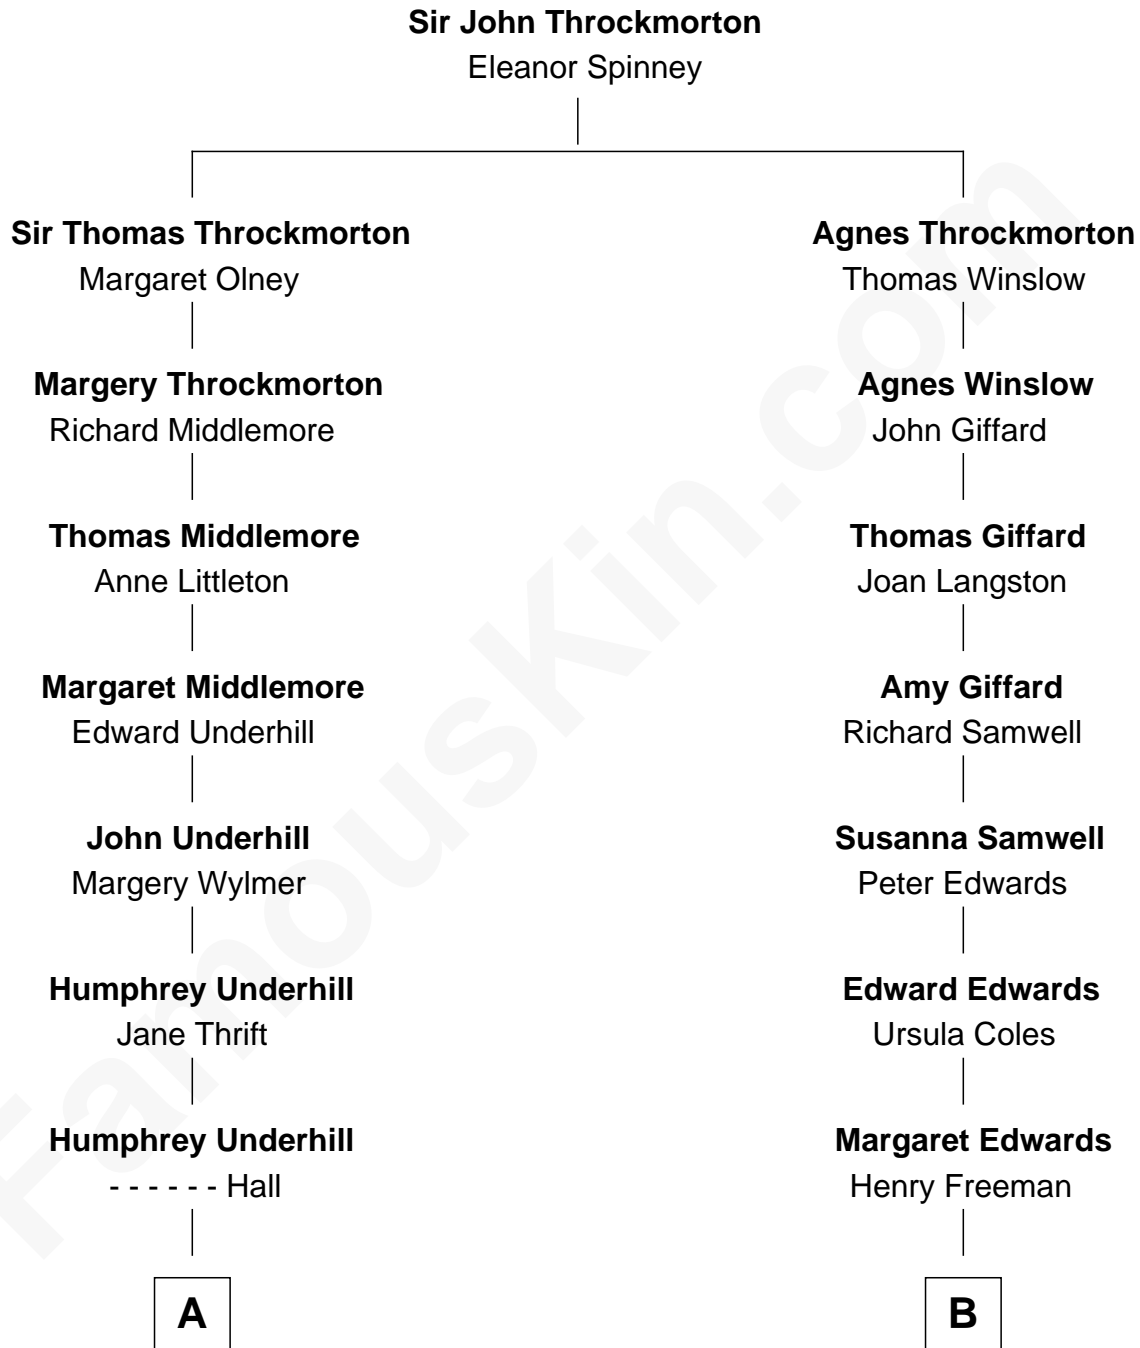 Sir John Throckmorton
Eleanor Spinney
Sir Thomas Throckmorton
Margaret Olney
Agnes Throckmorton
Thomas Winslow
Margery Throckmorton
Richard Middlemore
Agnes Winslow
John Giffard
Thomas Middlemore
Anne Littleton
Thomas Giffard
Joan Langston
Margaret Middlemore
Edward Underhill
Amy Giffard
Richard Samwell
John Underhill
Margery Wylmer
Susanna Samwell
Peter Edwards
Humphrey Underhill
Jane Thrift
Edward Edwards
Ursula Coles
Humphrey Underhill
- - - - - - Hall
Margaret Edwards
Henry Freeman
A
B
FamousKin.com